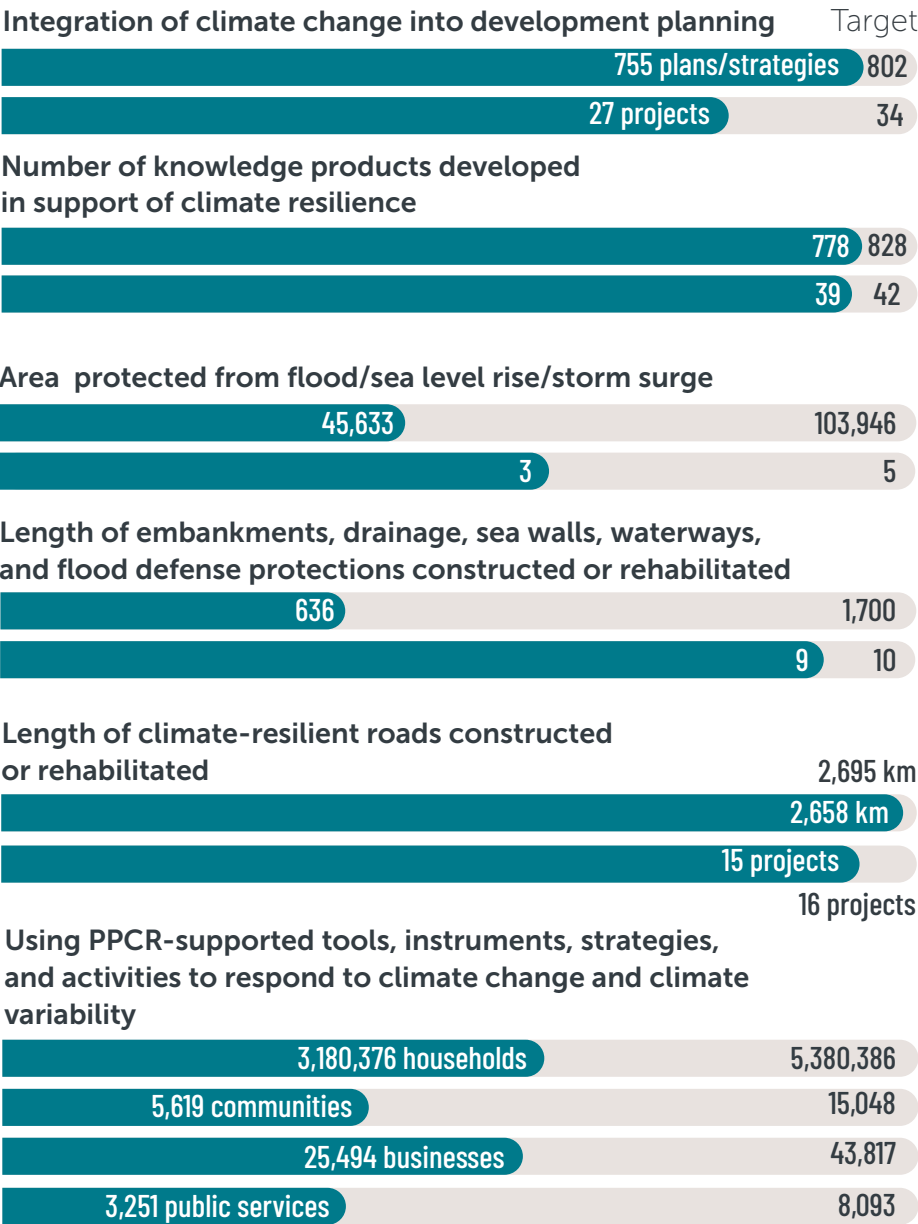 Integration of climate change into development planning Target
755 plans/strategies 802
27 projects 34
Number of knowledge products developed
in support of climate resilience
778 828
39 42
Area protected from flood/sea level rise/storm surge
45,633 103,946
3 5
Length of embankments, drainage, sea walls, waterways,
and flood defense protections constructed or rehabilitated
636 1,700
9 10
Length of climate-resilient roads constructed
or rehabilitated 2,695 km
2,658 km
15 projects
16 projects
Using PPCR-supported tools, instruments, strategies,
and activities to respond to climate change and climate
variability
3,180,376 households 5,380,386
5,619 communities 15,048
25,494 businesses 43,817
3,251 public services 8,093